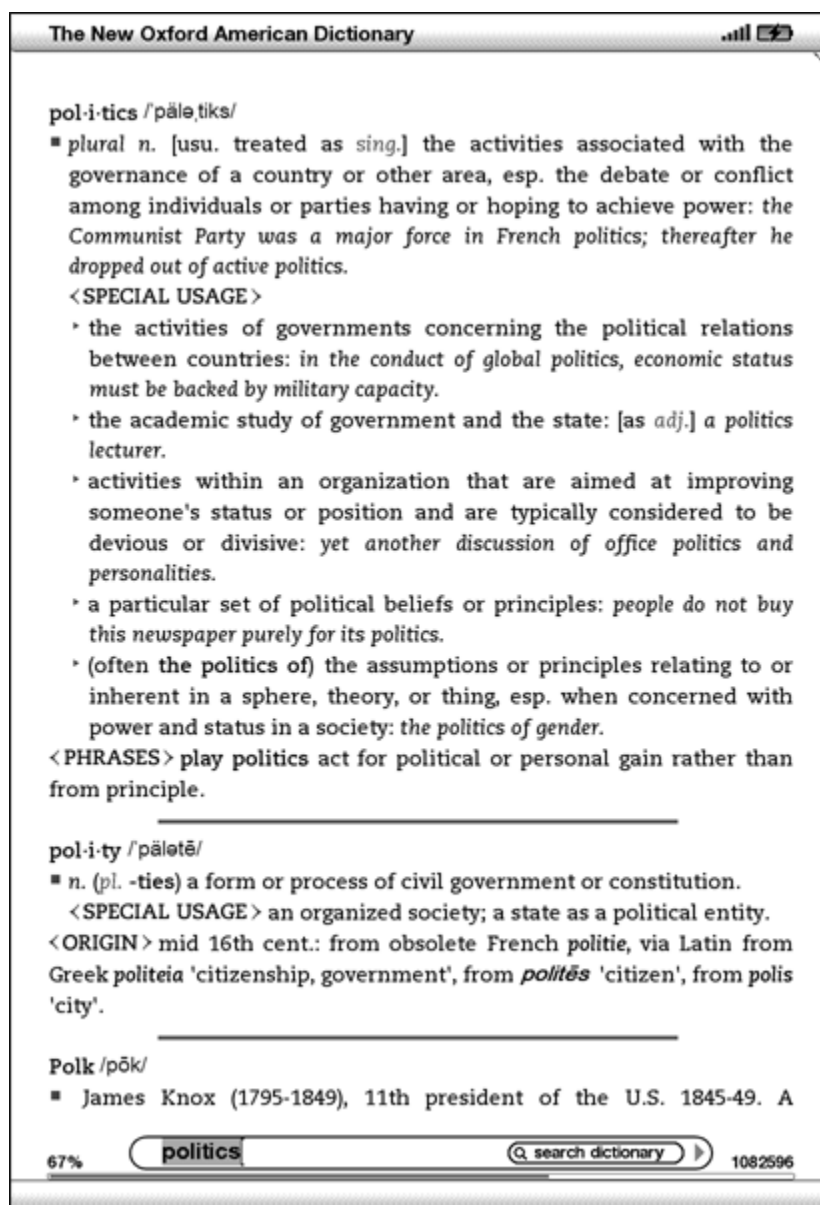 The New Oxford American Dictionary
pol·i·tics /ˈpäləˌtiks/
▪ plural n. [usu. treated as sing.] the activities associated with the
governance of a country or other area, esp. the debate or conflict
among individuals or parties having or hoping to achieve power: the
Communist Party was a major force in French politics; thereafter he
dropped out of active politics.
<SPECIAL USAGE>
‣ the activities of governments concerning the political relations
between countries: in the conduct of global politics, economic status
must be backed by military capacity.
‣ the academic study of government and the state: [as adj.] a politics
lecturer.
‣ activities within an organization that are aimed at improving
someone's status or position and are typically considered to be
devious or divisive: yet another discussion of office politics and
personalities.
‣ a particular set of political beliefs or principles: people do not buy
this newspaper purely for its politics.
‣ (often the politics of) the assumptions or principles relating to or
inherent in a sphere, theory, or thing, esp. when concerned with
power and status in a society: the politics of gender.
<PHRASES> play politics act for political or personal gain rather than
from principle.
pol·i·ty /ˈpälətē/
▪ n. (pl. -ties) a form or process of civil government or constitution.
<SPECIAL USAGE> an organized society; a state as a political entity.
<ORIGIN> mid 16th cent.: from obsolete French politie, via Latin from
Greek politeia 'citizenship, government', from politēs 'citizen', from polis
'city'.
Polk /pōk/
▪ James Knox (1795-1849), 11th president of the U.S. 1845-49. A
67% politics search dictionary 1082596